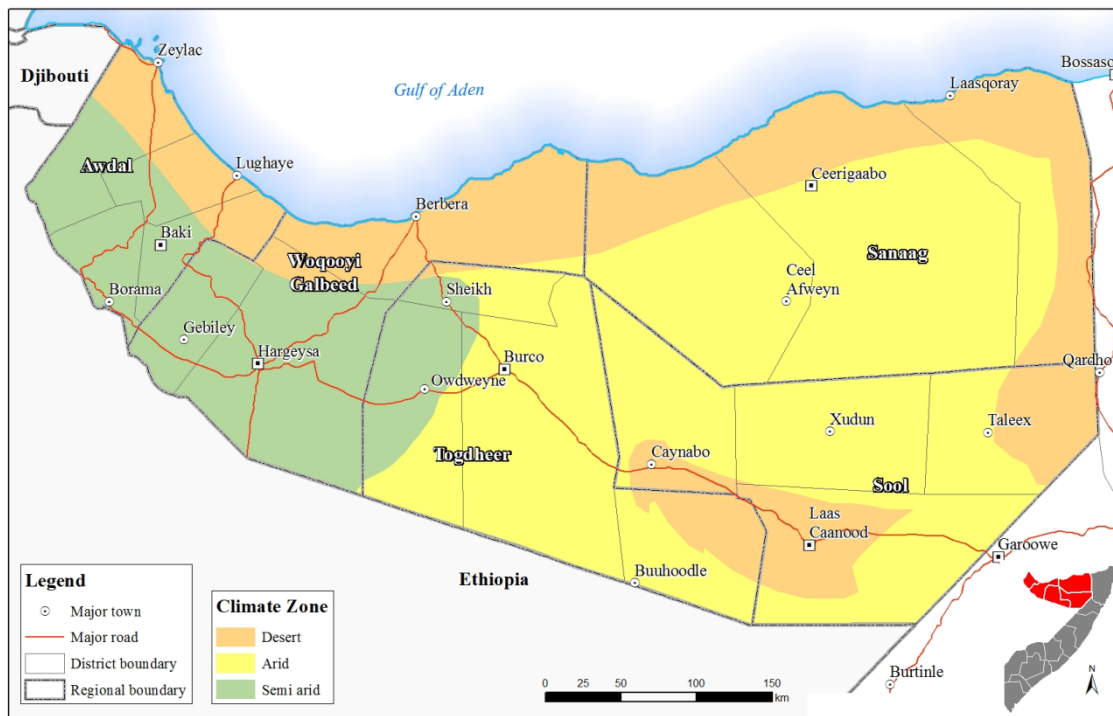 Zeylac
Djibouti
Bossaso
Laasqoray
Gulf of Aden
Awdal
Lughaye
Ceerigaabo
Berbera
Baki
Woqooyi
Galbeed
Sanaag
Ceel
Afweyn
Borama
Sheikh
Gebiley
Hargeysa
Burco
Qardho
Owdweyne
Xudun
Taleex
Togdheer
Caynabo
Sool
Laas
Caanood
Garoowe
Ethiopia
Buuhoodle
Legend
Major town
Major road
District boundary
Regional boundary
Climate Zone
Desert
Arid
Semi arid
0 25 50 100 150
km
Burtinle
N